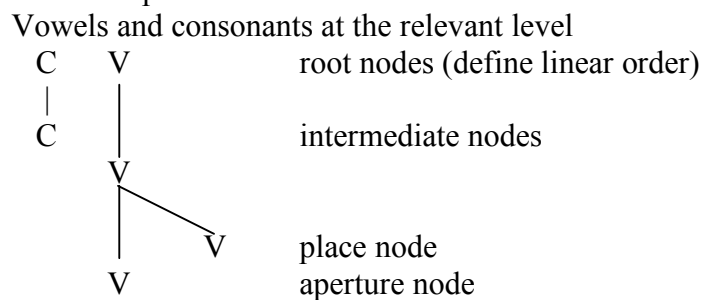 Vowels and consonants at the relevant level
C V root nodes (define linear order)
C intermediate nodes
V
V place node
V aperture node